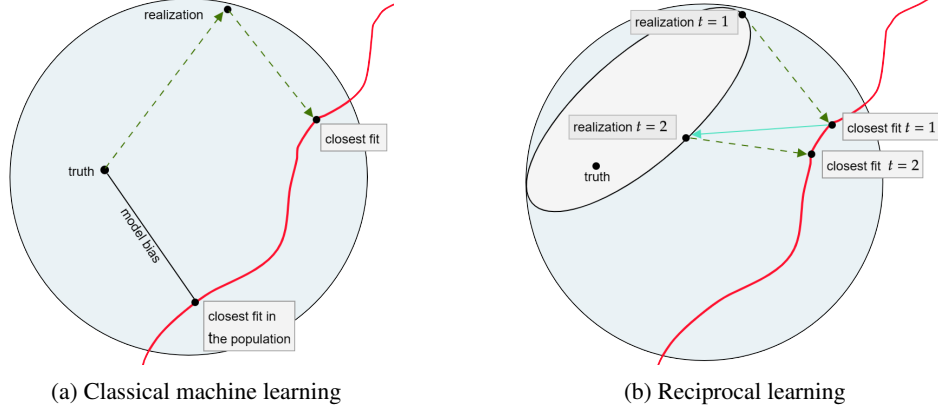 realization
closest fit
truth
model bias
closest fit in
the population
(a) Classical machine learning
realization t = 1
realization t = 2
closest fit t = 1
closest fit t = 2
truth
(b) Reciprocal learning